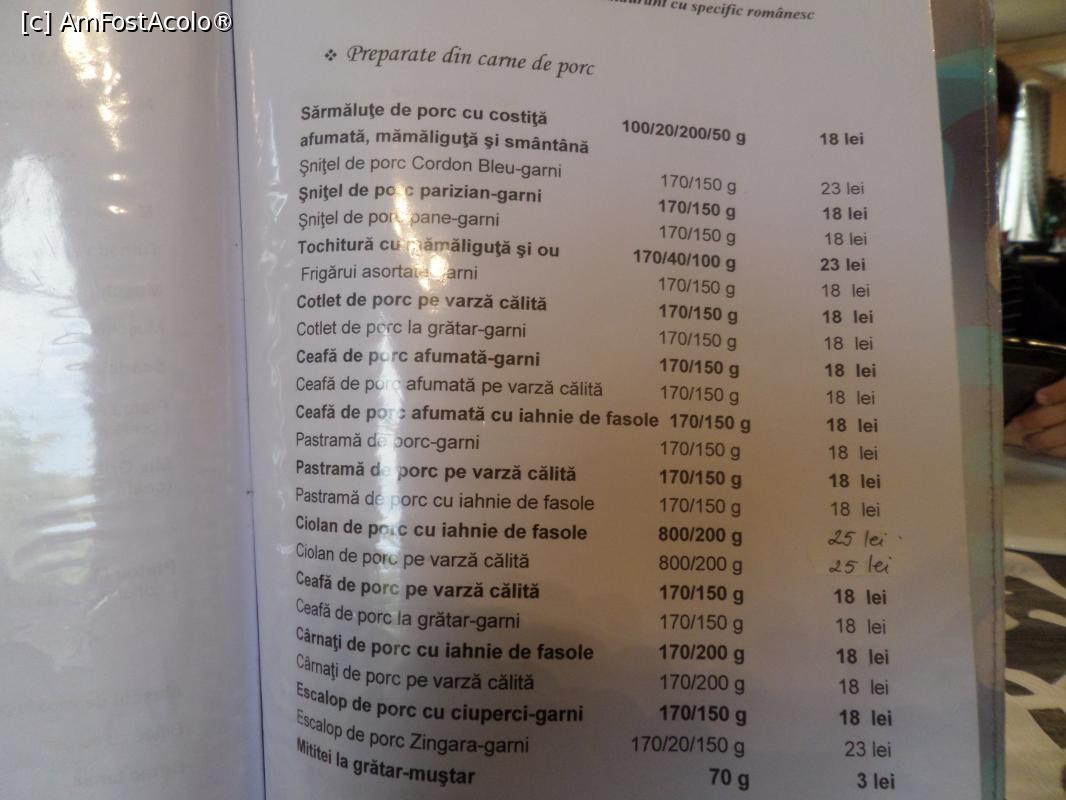 [c] AmFostAcolo®
cu specific românesc
❖ Preparate din carne de porc
Sărmăluţe de porc cu costiţă
afumată, mămăliguţă şi smântână 100/20/200/50 g 18 lei
Şniţel de porc Cordon Bleu-garni 170/150 g 23 lei
Şniţel de porc parizian-garni 170/150 g 18 lei
Şniţel de porc pane-garni 170/150 g 18 lei
Tochitură cu mămăliguţă şi ou 170/40/100 g 23 lei
Frigărui asortate-garni 170/150 g 18 lei
Cotlet de porc pe varză călită 170/150 g 18 lei
Cotlet de porc la grătar-garni 170/150 g 18 lei
Ceafă de porc afumată-garni 170/150 g 18 lei
Ceafă de porc afumată pe varză călită 170/150 g 18 lei
Ceafă de porc afumată cu iahnie de fasole 170/150 g 18 lei
Pastramă de porc-garni 170/150 g 18 lei
Pastramă de porc pe varză călită 170/150 g 18 lei
Pastramă de porc cu iahnie de fasole 170/150 g 18 lei
Ciolan de porc cu iahnie de fasole 800/200 g 25 lei
Ciolan de porc pe varză călită 800/200 g 25 lei
Ceafă de porc pe varză călită 170/150 g 18 lei
Ceafă de porc la grătar-garni 170/150 g 18 lei
Cârnaţi de porc cu iahnie de fasole 170/200 g 18 lei
Cârnaţi de porc pe varză călită 170/200 g 18 lei
Escalop de porc cu ciuperci-garni 170/150 g 18 lei
Escalop de porc Zingara-garni 170/20/150 g 23 lei
Mititei la grătar-muştar 70 g 3 lei